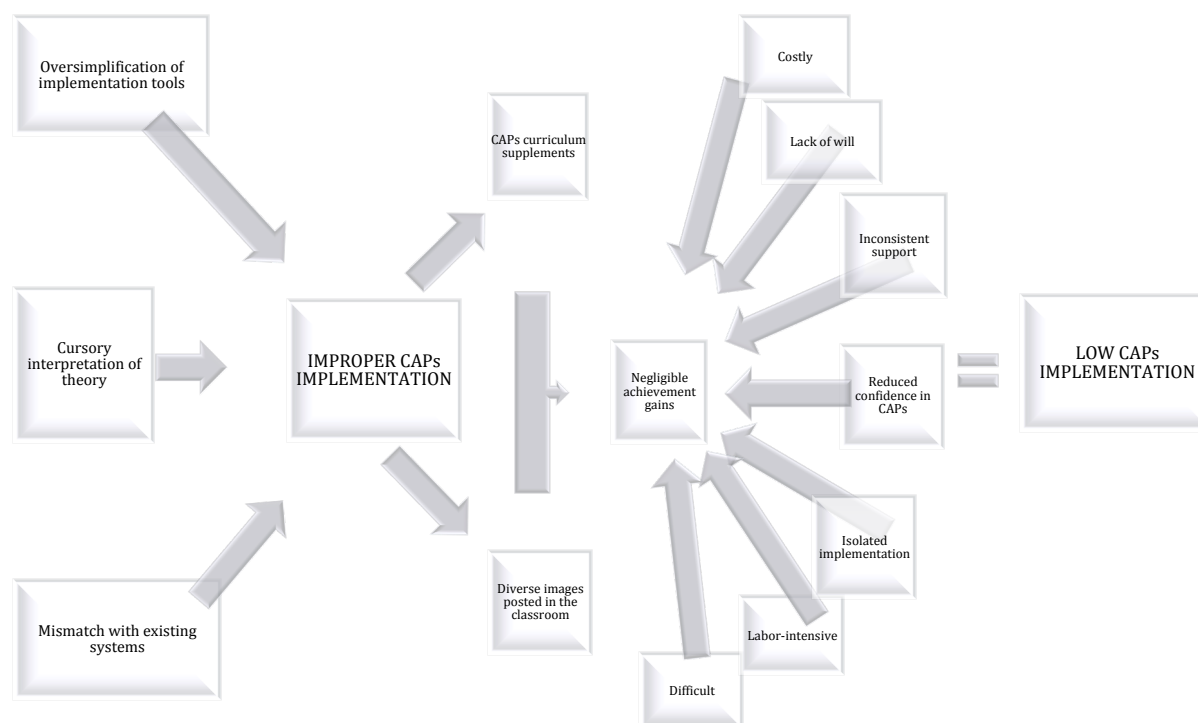 Oversimplification of
implementation tools
Cursory
interpretation of
theory
Mismatch with existing
systems
IMPROPER CAPs
IMPLEMENTATION
CAPs curriculum
supplements
Diverse images
posted in the
classroom
Negligible
achievement
gains
Costly
Lack of will
Inconsistent
support
Reduced
confidence in
CAPs
Isolated
implementation
Labor-intensive
Difficult
LOW CAPs
IMPLEMENTATION